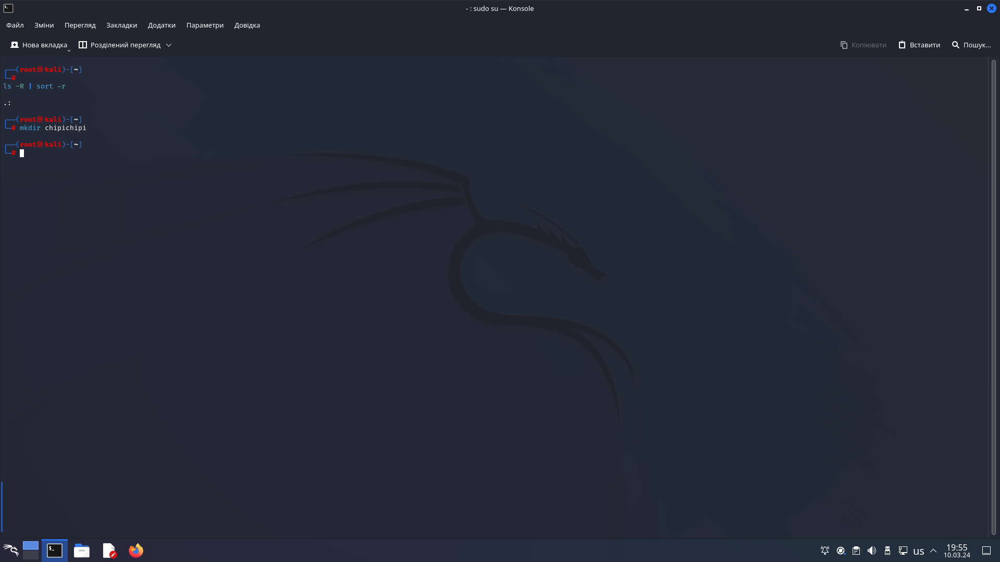 - : sudo su — Konsole
Файл Зміни Перегляд Закладки Додатки Параметри Довідка
Нова вкладка Розділений перегляд Копіювати Вставити Пошук...
┌──(root㉿kali)-[~]
└─#
ls -R | sort -r
.:
┌──(root㉿kali)-[~]
└─# mkdir chipichipi
┌──(root㉿kali)-[~]
└─#
us 19:55
10.03.24